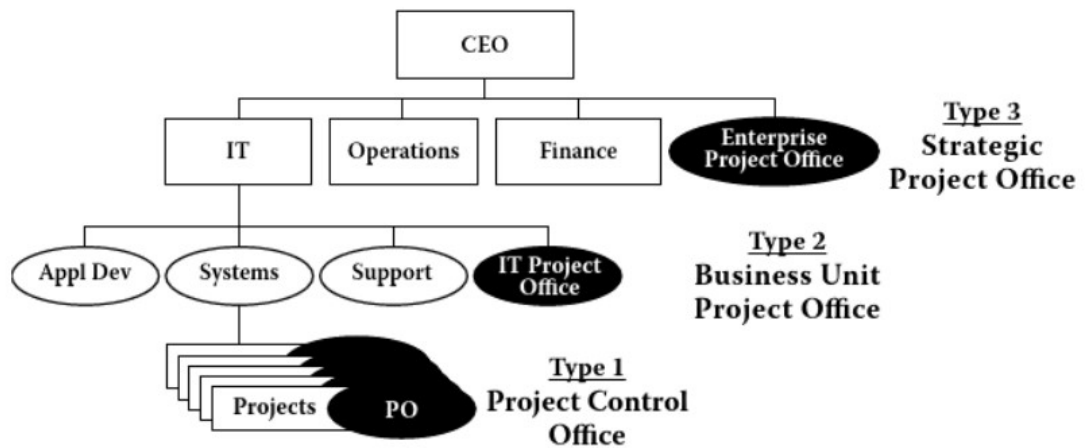 CEO
IT
Operations
Finance
Enterprise
Project Office
Type 3
Strategic
Project Office
Appl Dev
Systems
Support
IT Project
Office
Type 2
Business Unit
Project Office
Projects
PO
Type 1
Project Control
Office